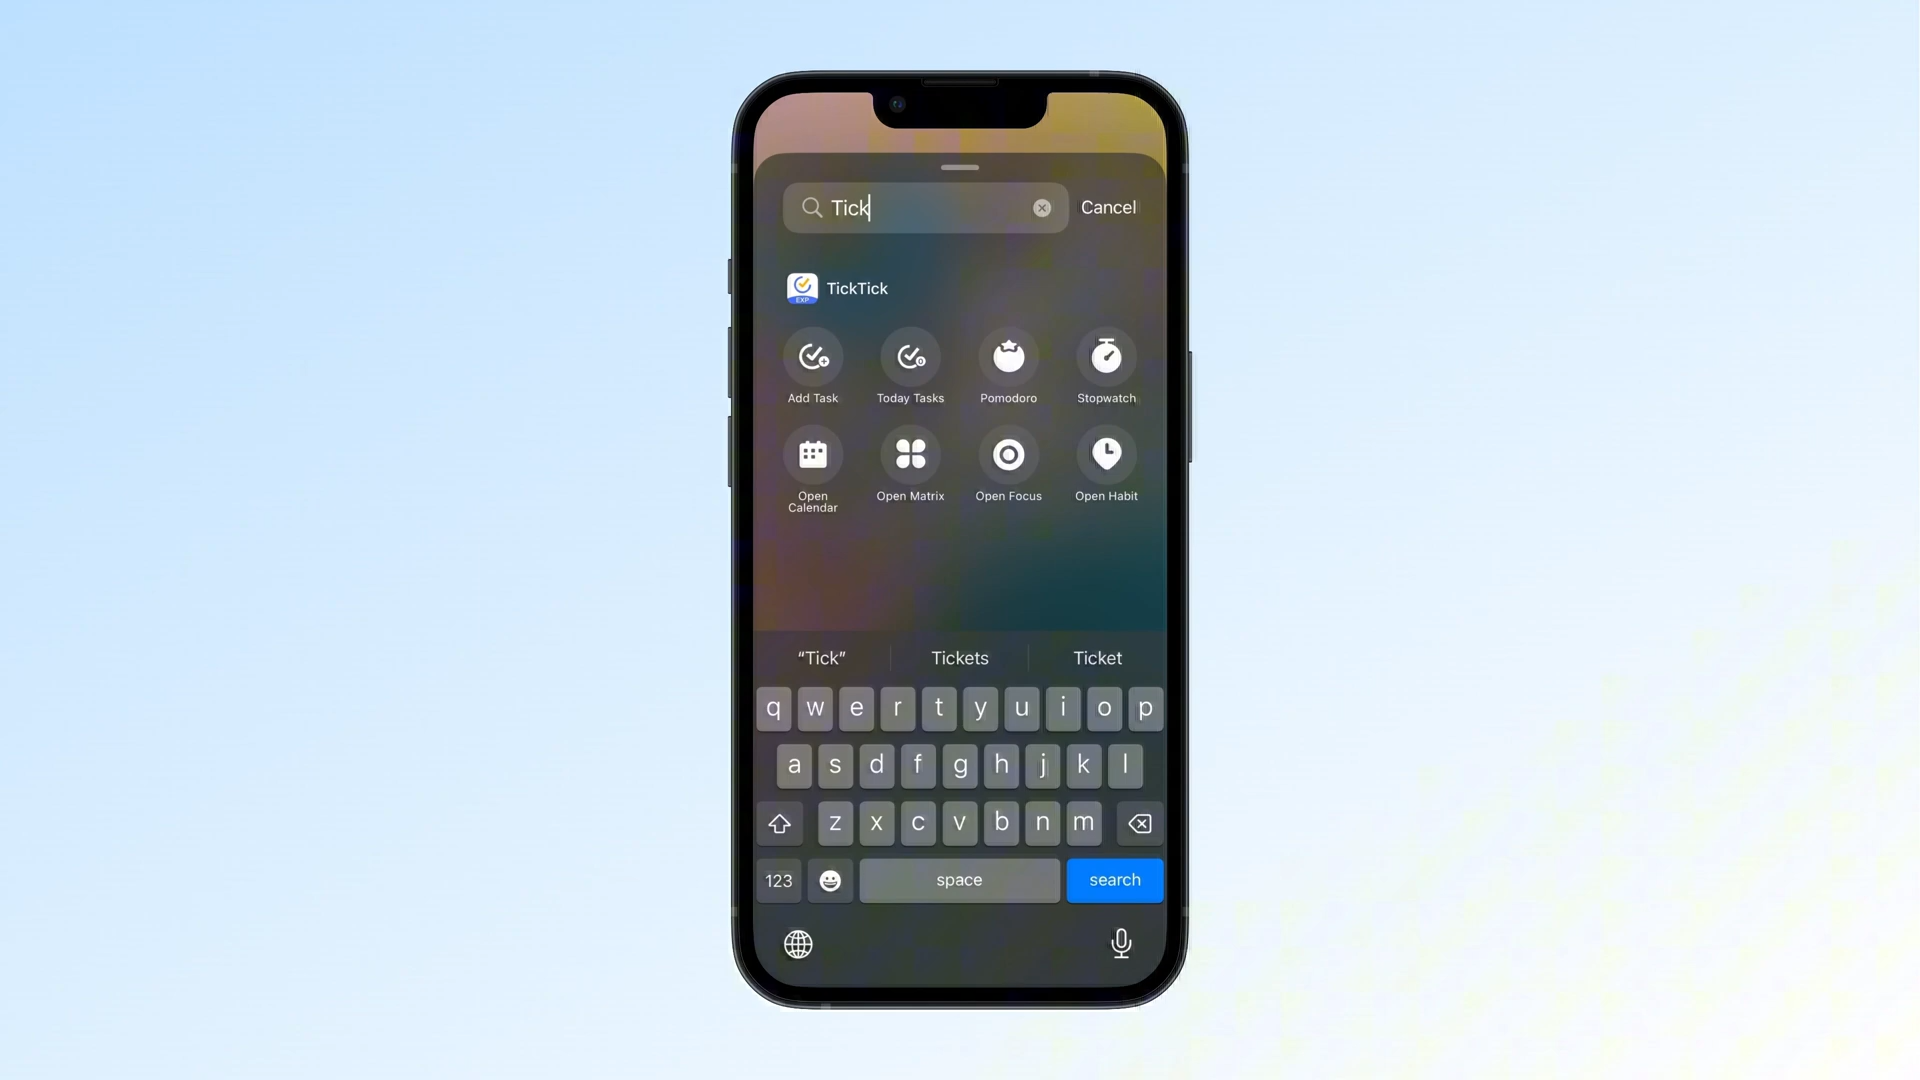 Tick
Cancel
EXP
TickTick
Add Task
Today Tasks
Pomodoro
Stopwatch
Open
Calendar
Open Matrix
Open Focus
Open Habit
“Tick”
Tickets
Ticket
q w e r t y u i o p
a s d f g h j k l
z x c v b n m
123
space
search